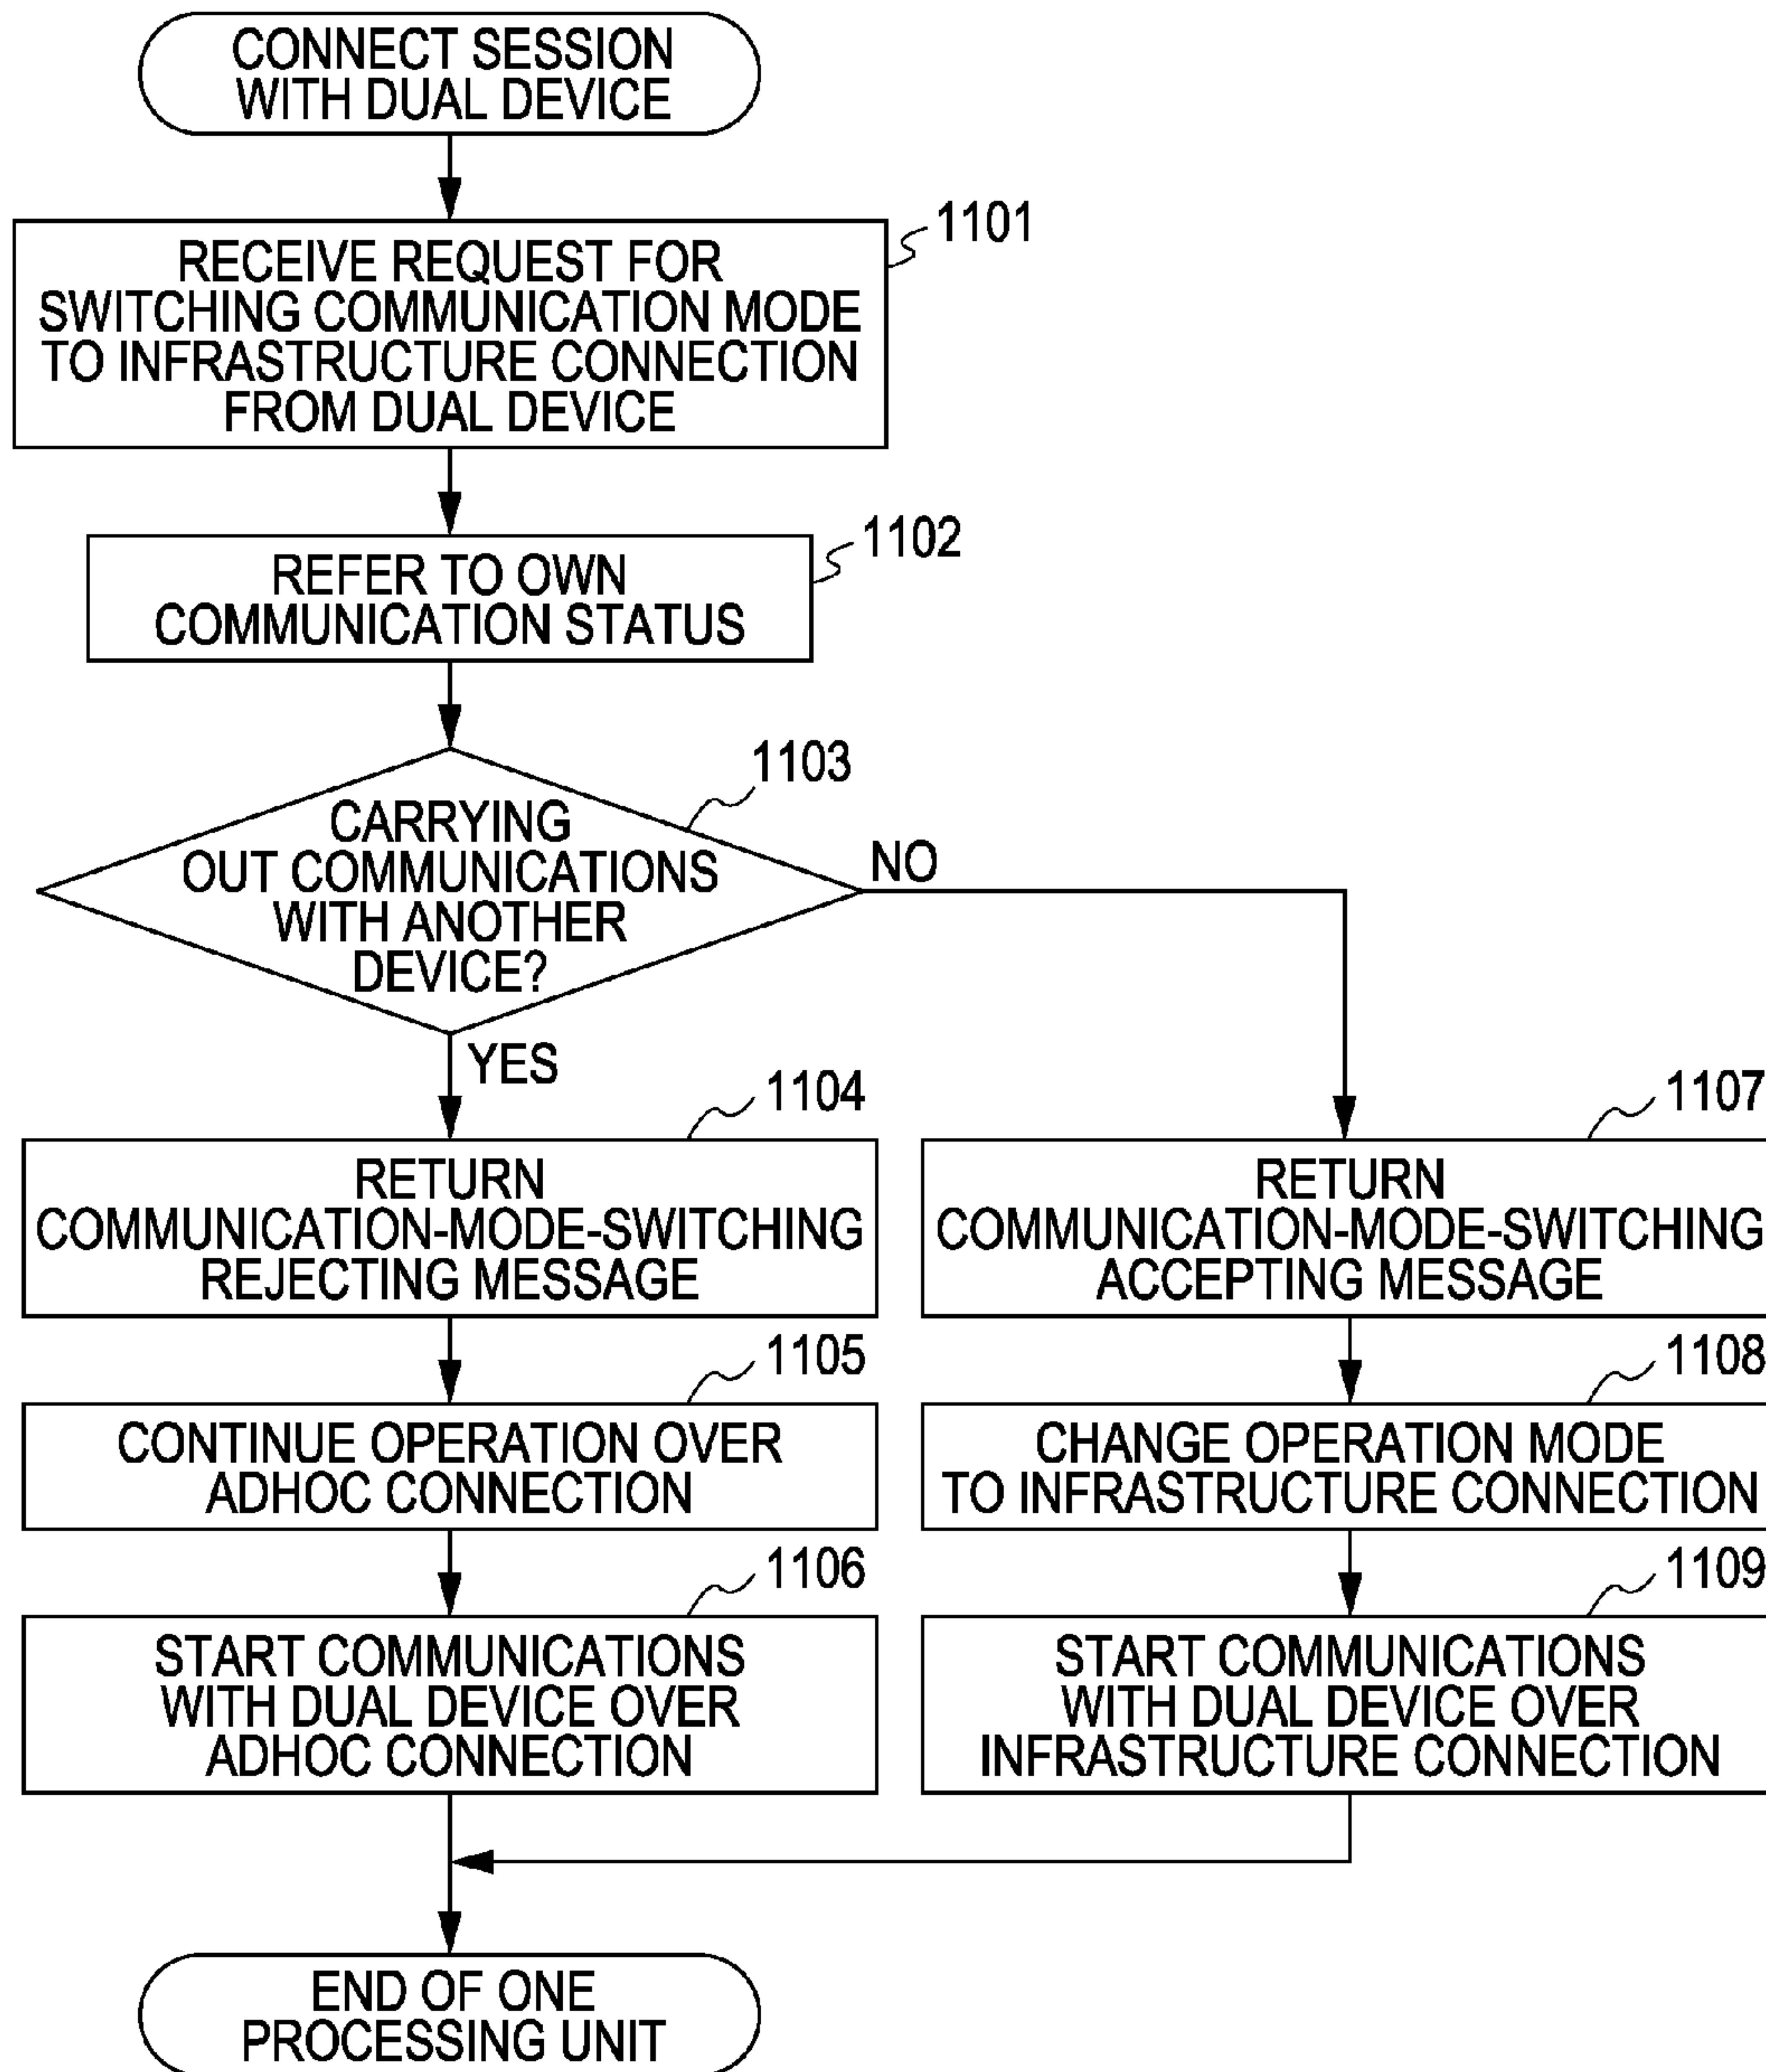 CONNECT SESSION
WITH DUAL DEVICE
1101
RECEIVE REQUEST FOR
SWITCHING COMMUNICATION MODE
TO INFRASTRUCTURE CONNECTION
FROM DUAL DEVICE
1102
REFER TO OWN
COMMUNICATION STATUS
1103
CARRYING
OUT COMMUNICATIONS
WITH ANOTHER
DEVICE?
NO
YES
1104
RETURN
COMMUNICATION-MODE-SWITCHING
REJECTING MESSAGE
1105
CONTINUE OPERATION OVER
ADHOC CONNECTION
1106
START COMMUNICATIONS
WITH DUAL DEVICE OVER
ADHOC CONNECTION
1107
RETURN
COMMUNICATION-MODE-SWITCHING
ACCEPTING MESSAGE
1108
CHANGE OPERATION MODE
TO INFRASTRUCTURE CONNECTION
1109
START COMMUNICATIONS
WITH DUAL DEVICE OVER
INFRASTRUCTURE CONNECTION
END OF ONE
PROCESSING UNIT